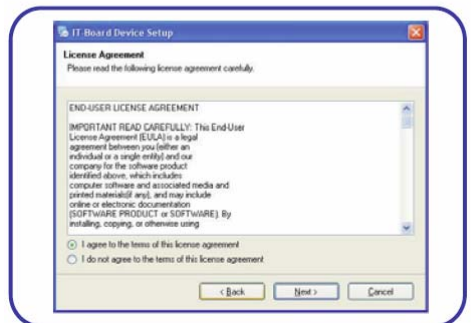 IT Board Device Setup
License Agreement
Please read the following license agreement carefully.
END-USER LICENSE AGREEMENT
IMPORTANT READ CAREFULLY: This End-User
License Agreement (EULA) is a legal
agreement between you (either an
individual or a single entity) and our
company for the software product
identified above, which includes
computer software and associated media and
printed materials(if any), and may include
online or electronic documentation
(SOFTWARE PRODUCT or SOFTWARE). By
installing, copying, or otherwise using
I agree to the terms of this license agreement
I do not agree to the terms of this license agreement
< Back
Next >
Cancel